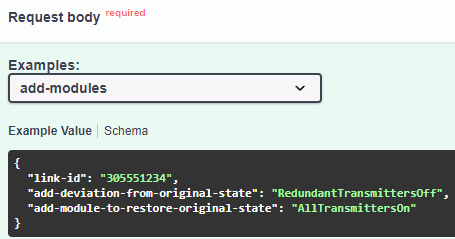 Request body required
Examples:
add-modules
Example Value | Schema
{
"link-id": "305551234",
"add-deviation-from-original-state": "RedundantTransmittersOff",
"add-module-to-restore-original-state": "AllTransmittersOn"
}